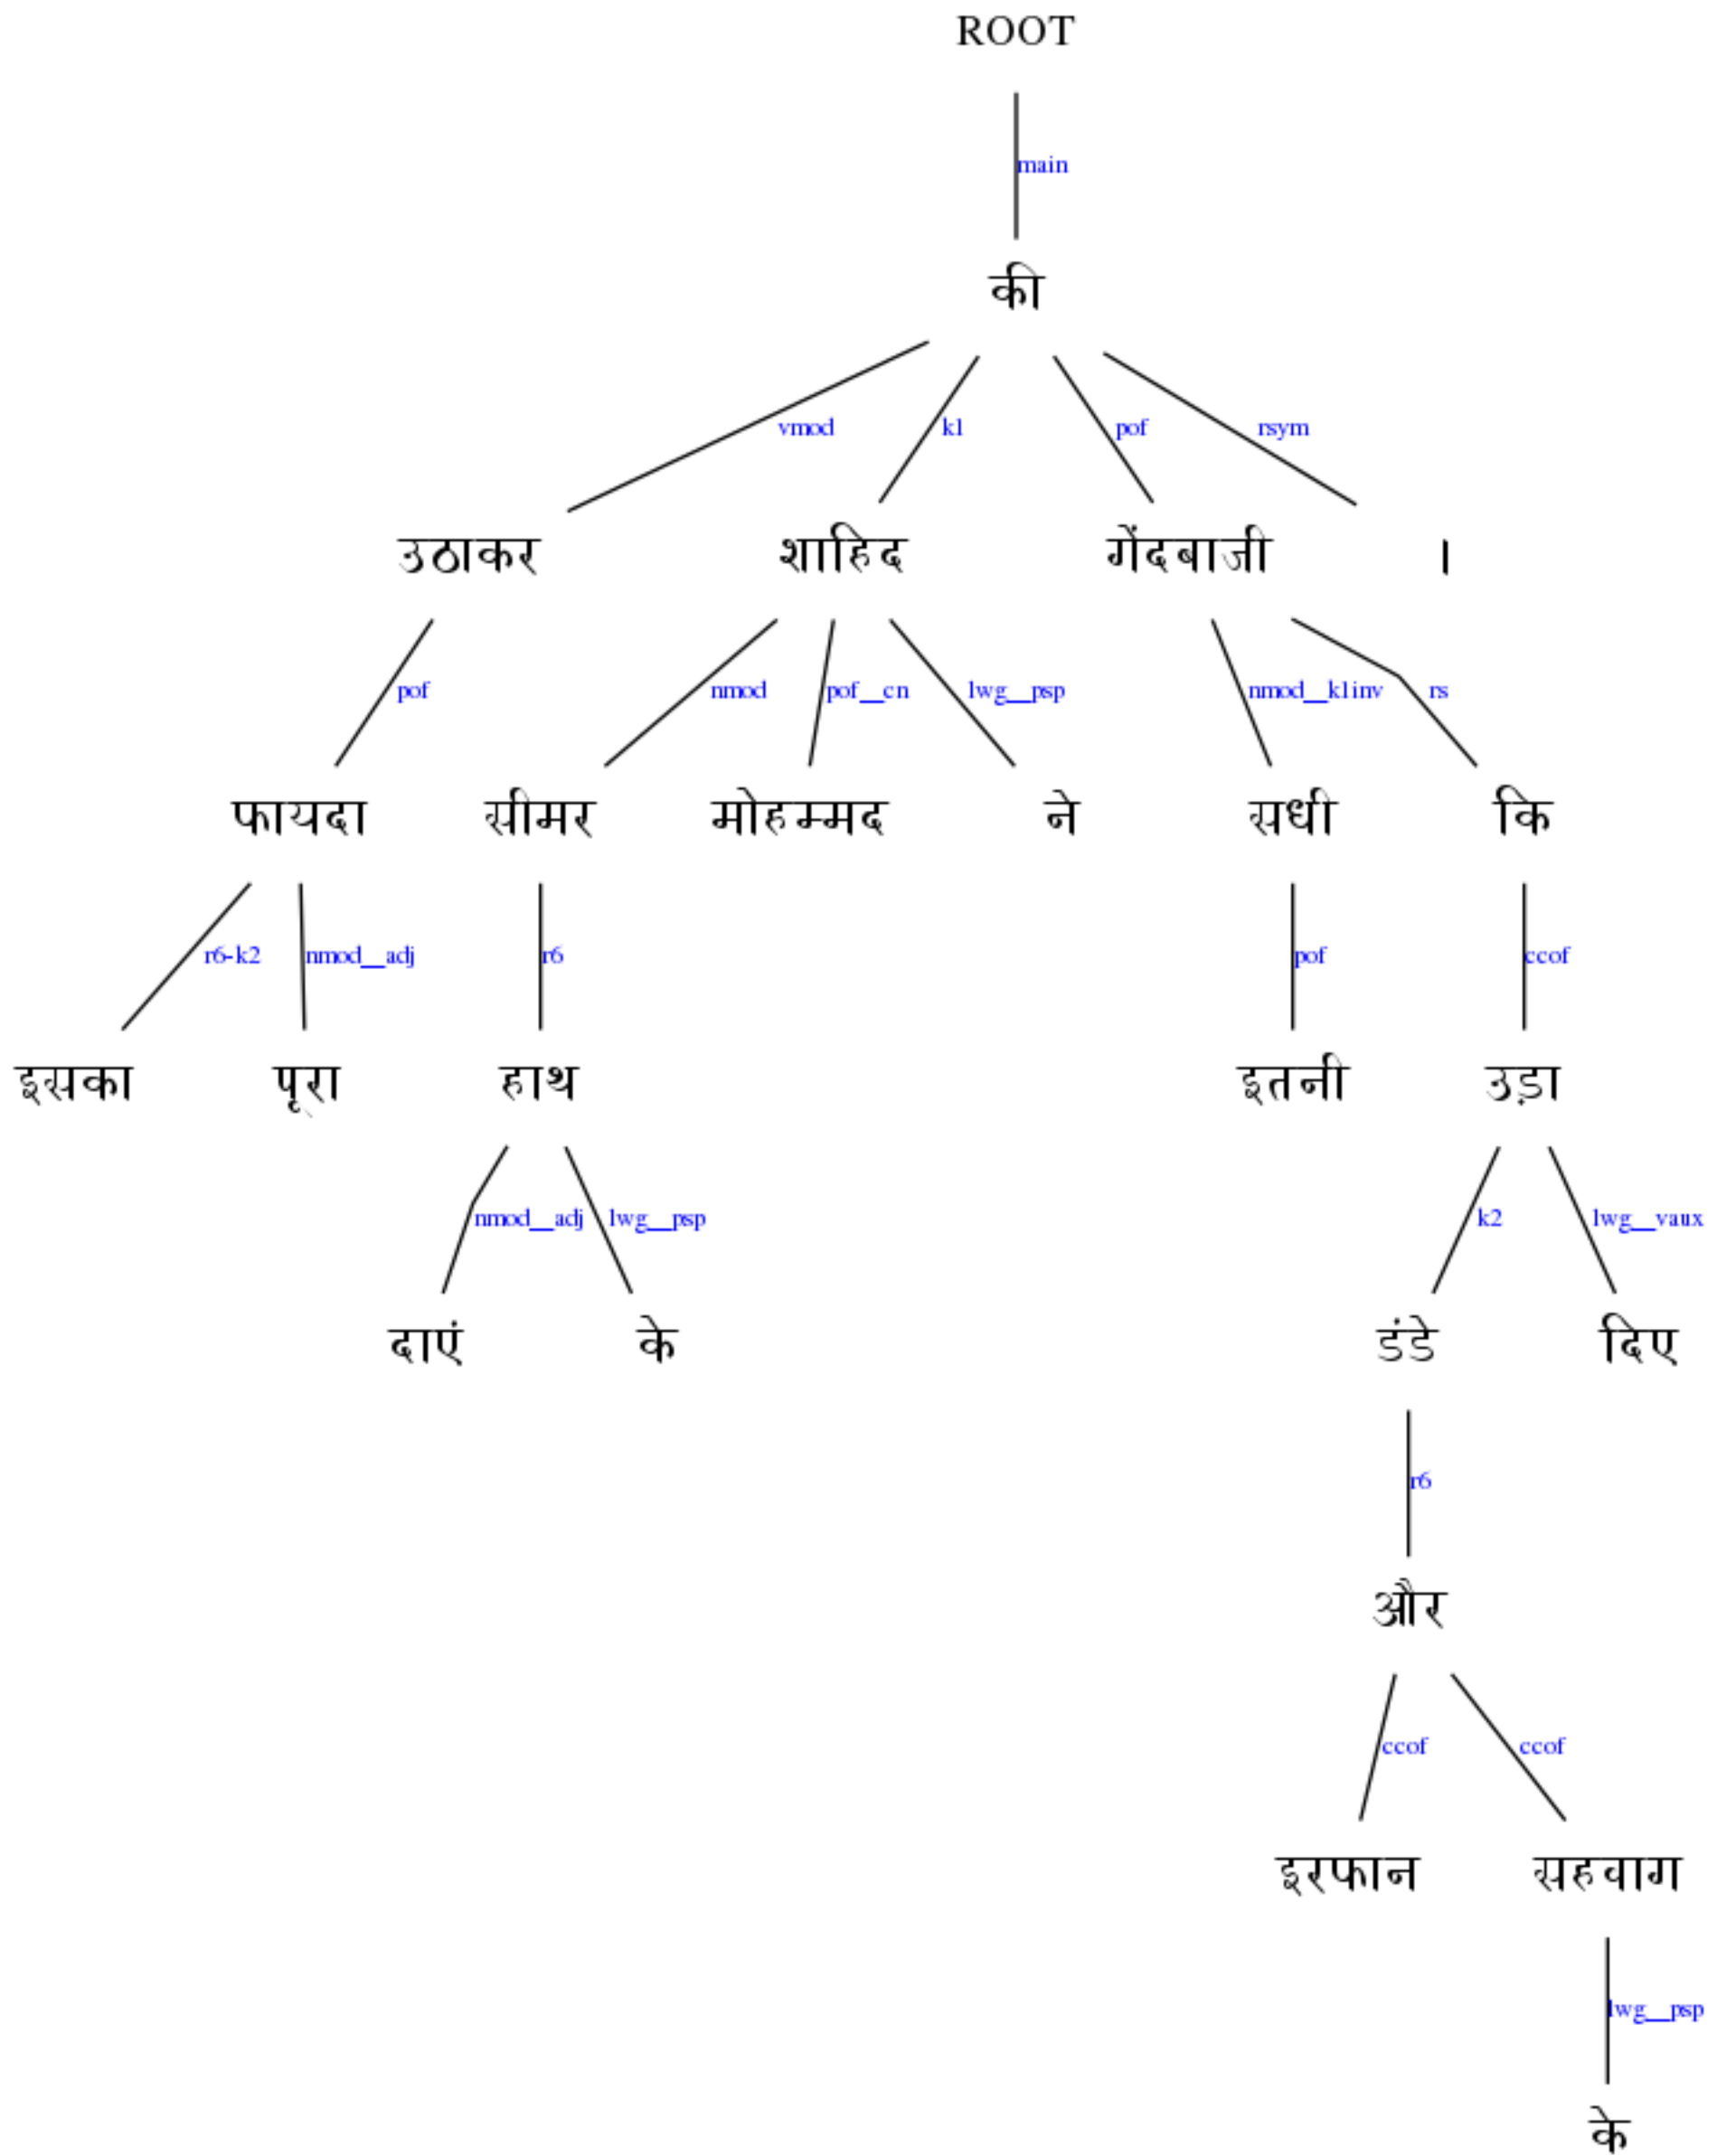 ROOT
main
की
vmod k1 pof rsym
उठाकर शाहिद गेंदबाजी ।
pof nmod pof__cn lwg__psp nmod__k1inv rs
फायदा सीमर मोहम्मद ने सधी कि
r6-k2 nmod__adj r6 pof ccof
इसका पूरा हाथ इतनी उड़ा
nmod__adj lwg__psp k2 lwg__vaux
दाएं के डंडे दिए
r6
और
ccof ccof
इरफान सहवाग
lwg__psp
के